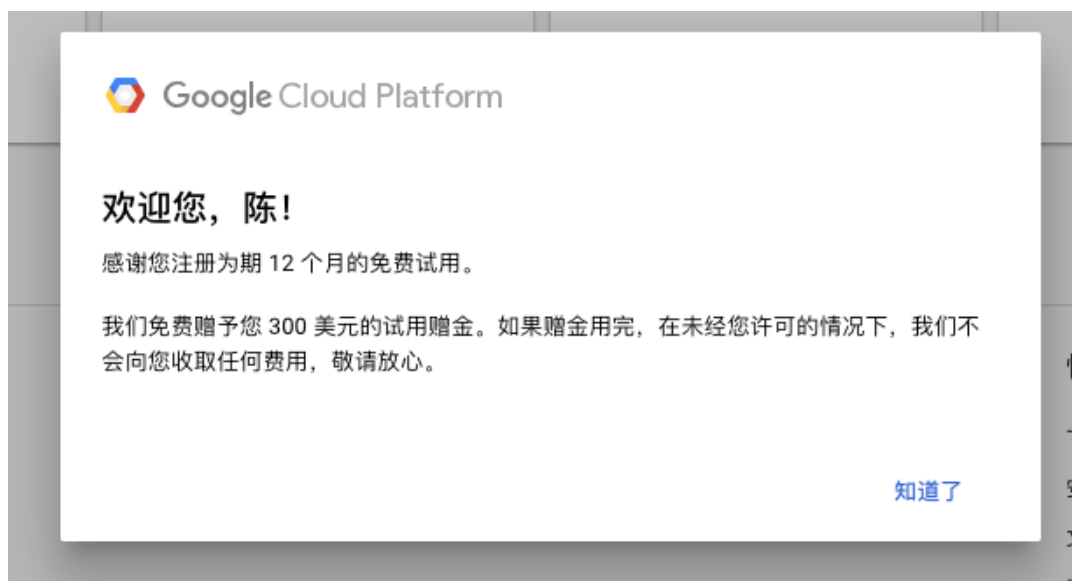 Google Cloud Platform
欢迎您，陈！
感谢您注册为期 12 个月的免费试用。
我们免费赠予您 300 美元的试用赠金。如果赠金用完，在未经您许可的情况下，我们不
会向您收取任何费用，敬请放心。
知道了